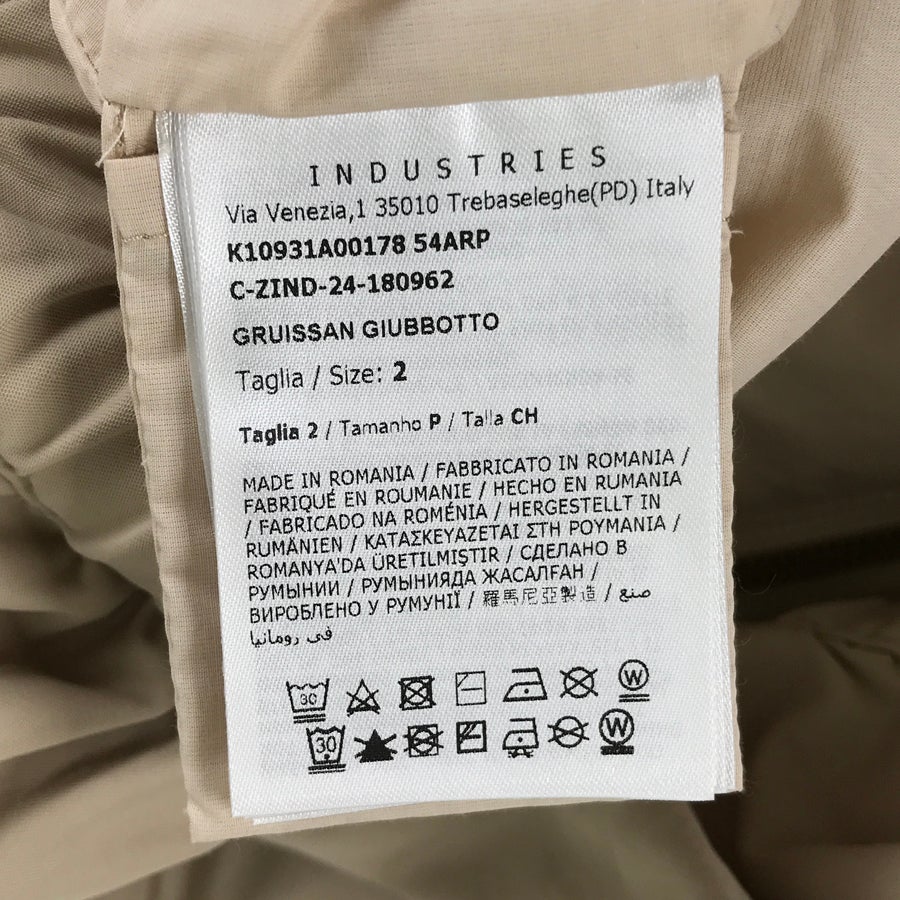 INDUSTRIES
Via Venezia,1 35010 Trebaseleghe(PD) Italy
K10931A00178 54ARP
C-ZIND-24-180962
GRUISSAN GIUBBOTTO
Taglia / Size: 2
Taglia 2 / Tamanho P / Talla CH
MADE IN ROMANIA / FABBRICATO IN ROMANIA /
FABRIQUÉ EN ROUMANIE / HECHO EN RUMANIA
/ FABRICADO NA ROMÉNIA / HERGESTELLT IN
RUMÄNIEN / ΚΑΤΑΣΚΕΥΑΖΕΤΑΙ ΣΤΗ ΡΟΥΜΑΝΙΑ /
ROMANYA'DA ÜRETILMIŞTIR / СДЕЛАНО В
РУМЫНИИ / РУМЫНИЯДА ЖАСАЛҒАН /
ВИРОБЛЕНО У РУМУНІЇ / 羅馬尼亞製造 / صنع
في رومانيا
30 W
30 W